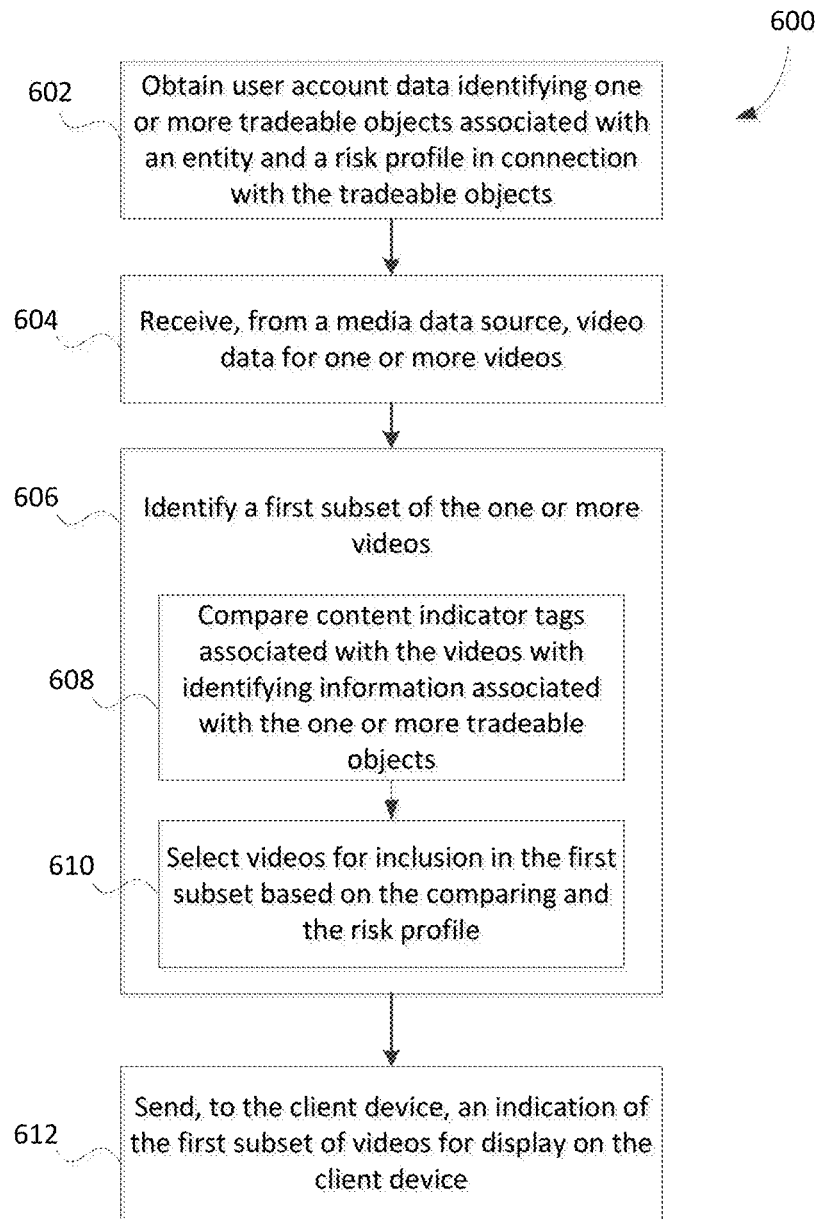 600
602
Obtain user account data identifying one
or more tradeable objects associated with
an entity and a risk profile in connection
with the tradeable objects
604
Receive, from a media data source, video
data for one or more videos
606
Identify a first subset of the one or more
videos
608
Compare content indicator tags
associated with the videos with
identifying information associated
with the one or more tradeable
objects
610
Select videos for inclusion in the first
subset based on the comparing and
the risk profile
612
Send, to the client device, an indication of
the first subset of videos for display on the
client device